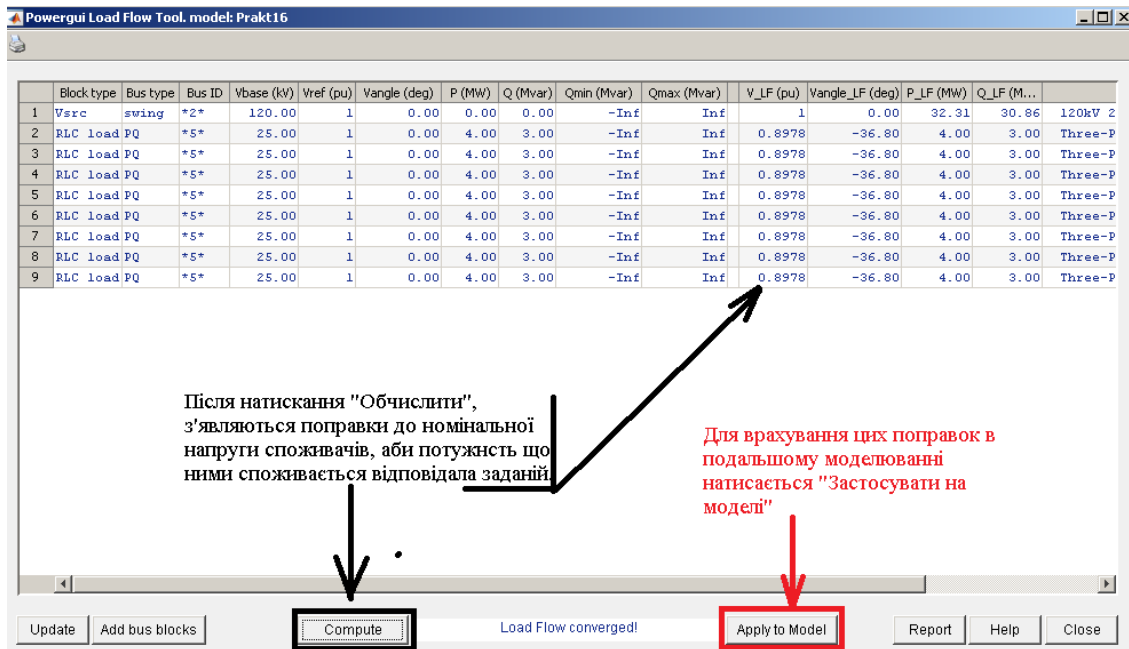 Powergui Load Flow Tool. model: Prakt16
Block type Bus type Bus ID Vbase (kV) Vref (pu) Vangle (deg) P (MW) Q (Mvar) Qmin (Mvar) Qmax (Mvar) V_LF (pu) Vangle_LF (deg) P_LF (MW) Q_LF (M...
1 Vsrc swing *2* 120.00 1 0.00 0.00 0.00 -Inf Inf 1 0.00 32.31 30.86 120kV 2
2 RLC load PQ *5* 25.00 1 0.00 4.00 3.00 -Inf Inf 0.8978 -36.80 4.00 3.00 Three-P
3 RLC load PQ *5* 25.00 1 0.00 4.00 3.00 -Inf Inf 0.8978 -36.80 4.00 3.00 Three-P
4 RLC load PQ *5* 25.00 1 0.00 4.00 3.00 -Inf Inf 0.8978 -36.80 4.00 3.00 Three-P
5 RLC load PQ *5* 25.00 1 0.00 4.00 3.00 -Inf Inf 0.8978 -36.80 4.00 3.00 Three-P
6 RLC load PQ *5* 25.00 1 0.00 4.00 3.00 -Inf Inf 0.8978 -36.80 4.00 3.00 Three-P
7 RLC load PQ *5* 25.00 1 0.00 4.00 3.00 -Inf Inf 0.8978 -36.80 4.00 3.00 Three-P
8 RLC load PQ *5* 25.00 1 0.00 4.00 3.00 -Inf Inf 0.8978 -36.80 4.00 3.00 Three-P
9 RLC load PQ *5* 25.00 1 0.00 4.00 3.00 -Inf Inf 0.8978 -36.80 4.00 3.00 Three-P
Після натискання "Обчислити",
з'являються поправки до номінальної
напруги споживачів, аби потужнсть що
ними споживається відповідала заданій.
Для врахування цих поправок в
подальшому моделюванні
натисається "Застосувати на
моделі"
Update Add bus blocks Compute Load Flow converged! Apply to Model Report Help Close